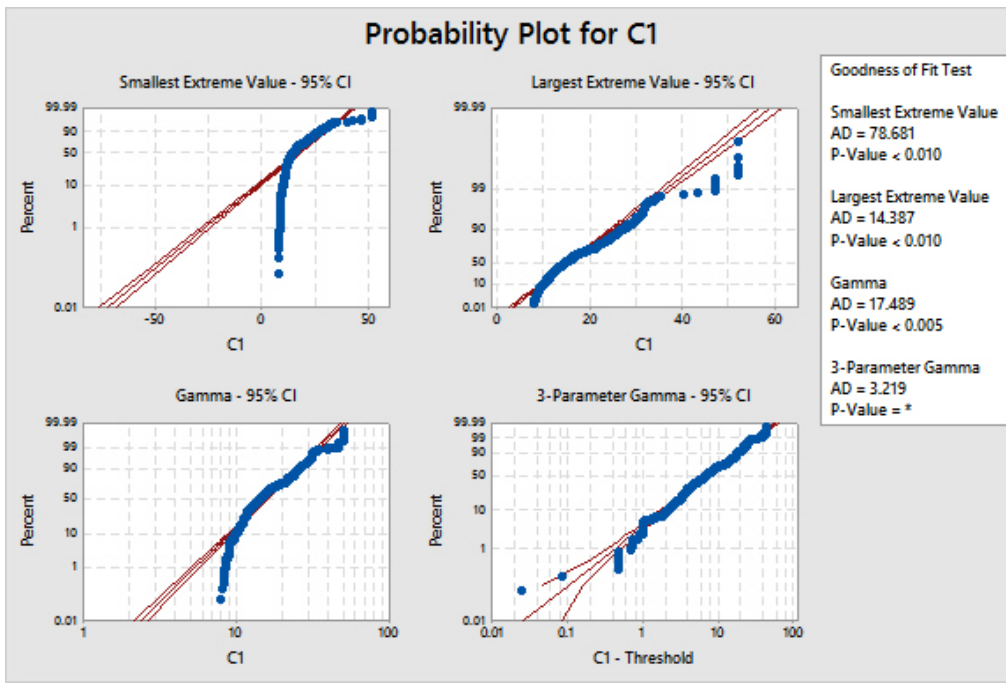 Probability Plot for C1
Smallest Extreme Value - 95% CI
99.99
90
50
10
1
0.01
Percent
-50
0
50
C1
Largest Extreme Value - 95% CI
99.99
99
90
50
10
0.01
Percent
0
20
40
60
C1
Goodness of Fit Test
Smallest Extreme Value
AD = 78.681
P-Value < 0.010
Largest Extreme Value
AD = 14.387
P-Value < 0.010
Gamma
AD = 17.489
P-Value < 0.005
3-Parameter Gamma
AD = 3.219
P-Value = *
Gamma - 95% CI
99.99
99
90
50
10
1
0.01
Percent
1
10
100
C1
3-Parameter Gamma - 95% CI
99.99
99
90
50
10
1
0.01
Percent
0.01
0.1
1
10
100
C1 - Threshold